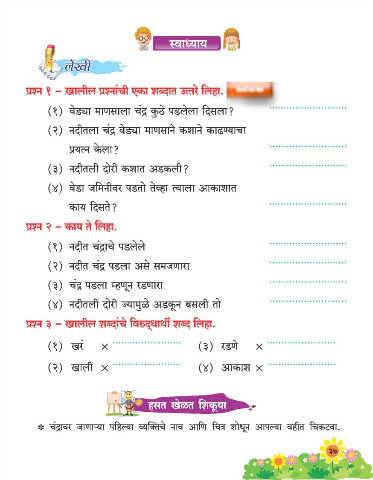 स्वाध्याय
लेखी
प्रश्न १ – खालील प्रश्नांची एका शब्दात उत्तरे लिहा.
(१) वेड्या माणसाला चंद्र कुठे पडलेला दिसला?
(२) नदीतला चंद्र वेड्या माणसाने कशाने काढण्याचा
प्रयत्न केला?
(३) नदीतली दोरी कशात अडकली?
(४) वेडा जमिनीवर पडतो तेव्हा त्याला आकाशात
काय दिसते?
प्रश्न २ – काय ते लिहा.
(१) नदीत चंद्राचे पडलेले
(२) नदीत चंद्र पडला असे समजणारा
(३) चंद्र पडला म्हणून रडणारा
(४) नदीतली दोरी ज्यामुळे अडकून बसली तो
प्रश्न ३ – खालील शब्दांचे विरुद्धार्थी शब्द लिहा.
(१) खरं × (३) रडणे ×
(२) खाली × (४) आकाश ×
हसत खेळत शिकूया
* चंद्रावर जाणाऱ्या पहिल्या व्यक्तिचे नाव आणि चित्र शोधून आपल्या वहीत चिकटवा.